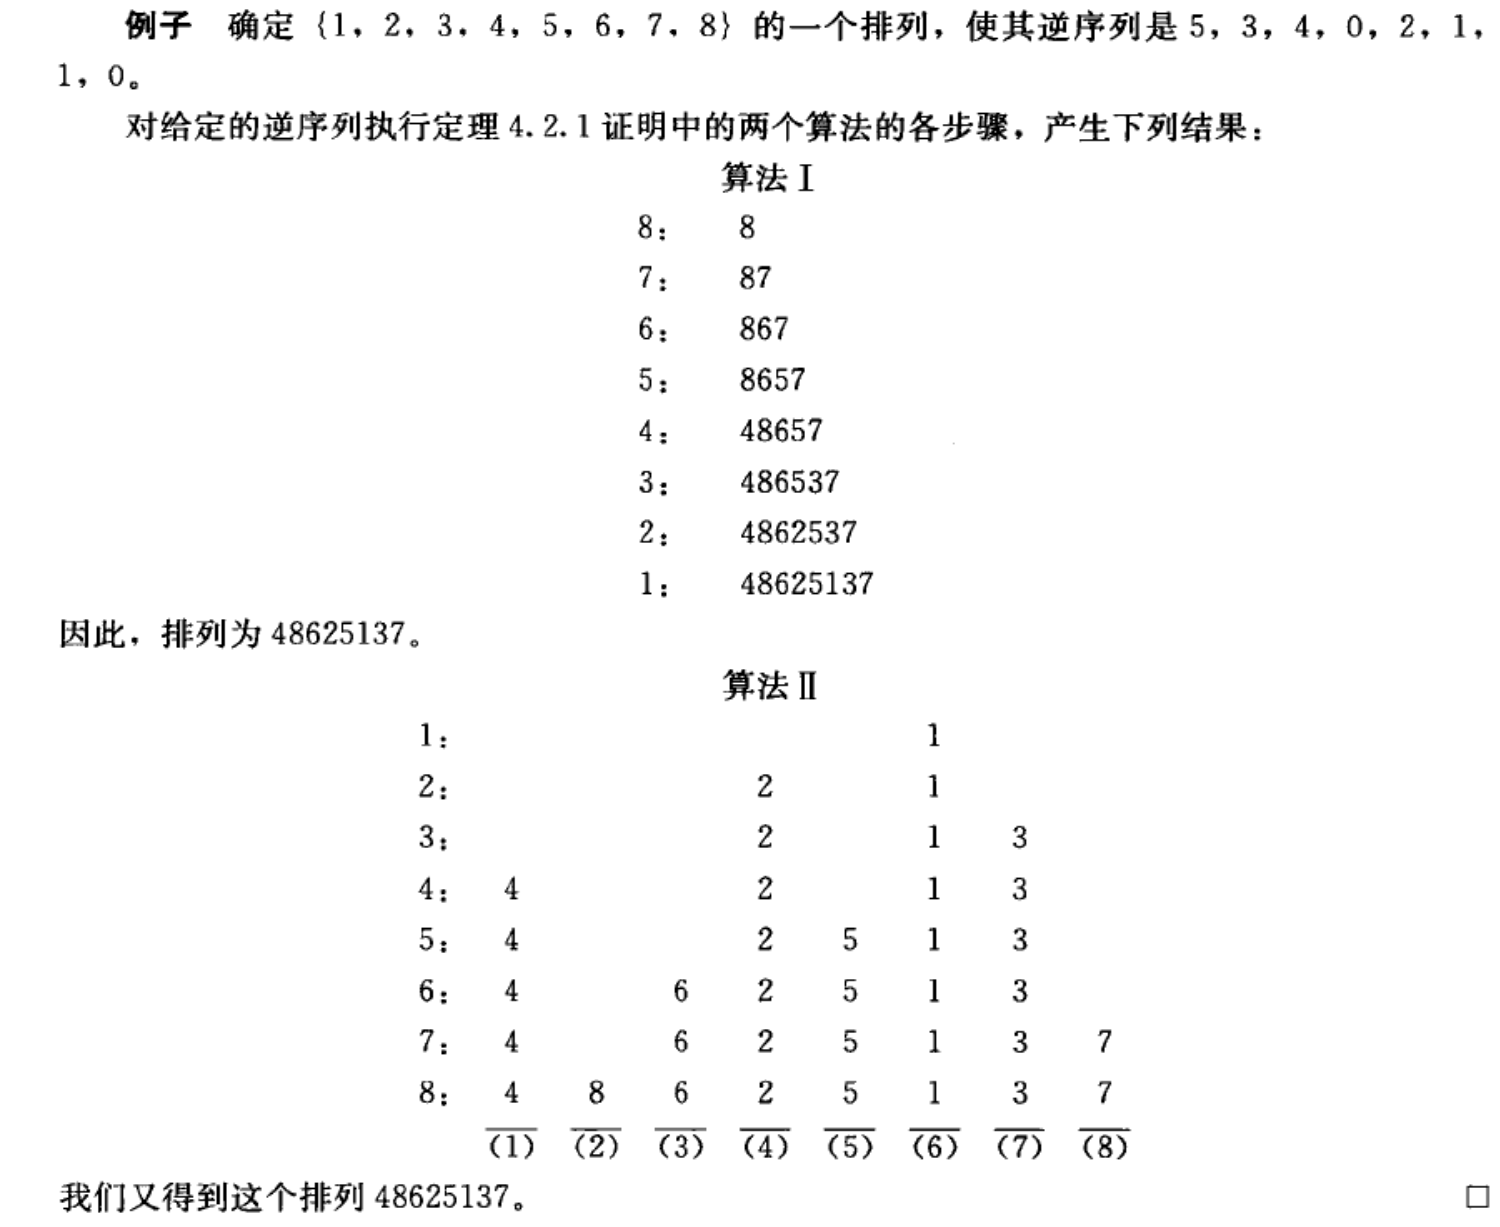 例子 确定 {1，2，3，4，5，6，7，8} 的一个排列，使其逆序列是 5，3，4，0，2，1，
1，0。
对给定的逆序列执行定理 4.2.1 证明中的两个算法的各步骤，产生下列结果：
算法Ⅰ
8： 8
7： 87
6： 867
5： 8657
4： 48657
3： 486537
2： 4862537
1： 48625137
因此，排列为 48625137。
算法Ⅱ
1： 1
2： 2 1
3： 2 1 3
4： 4 2 1 3
5： 4 2 5 1 3
6： 4 6 2 5 1 3
7： 4 6 2 5 1 3 7
8： 4 8 6 2 5 1 3 7
(1) (2) (3) (4) (5) (6) (7) (8)
我们又得到这个排列 48625137。 □